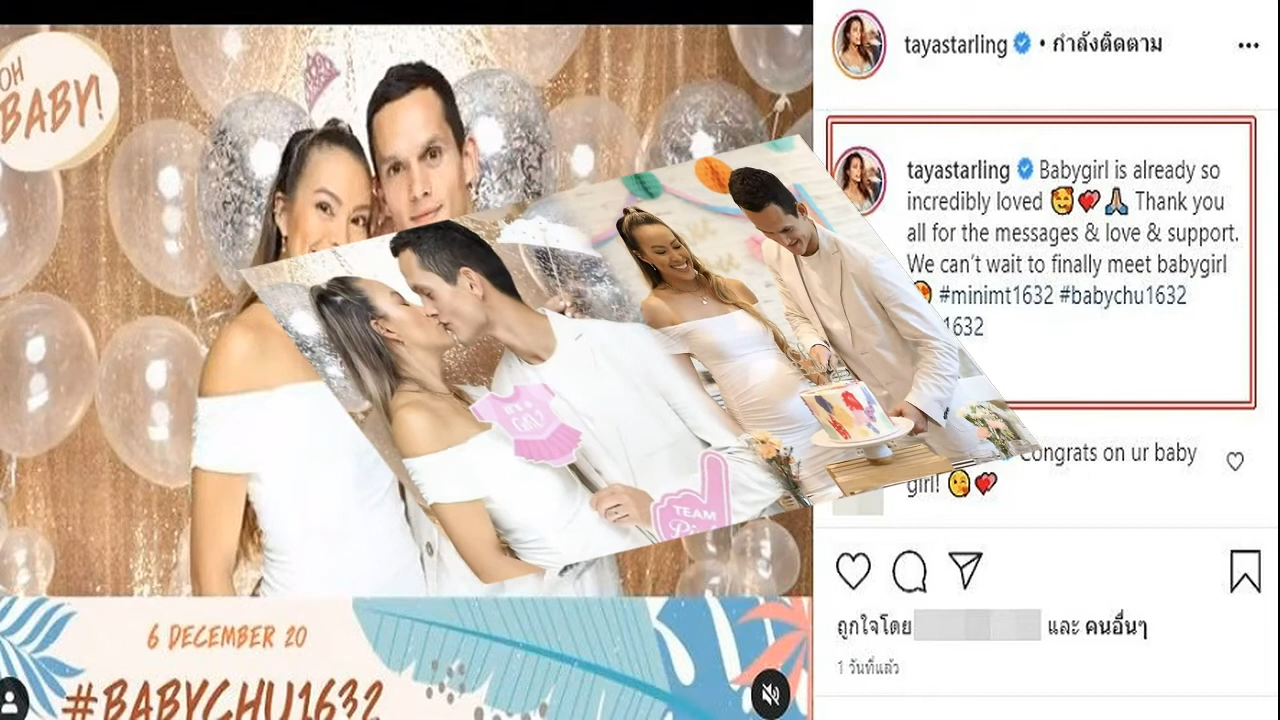 OH
BABY!
IT'S A
GIRL?
TEAM
Pink
6 DECEMBER 20
#BABYCHU1632
tayastarling • กำลังติดตาม
tayastarling Babygirl is already so
incredibly loved 🥰❤️🙏🏼 Thank you
all for the messages & love & support.
We can't wait to finally meet babygirl
😍 #minimt1632 #babychu1632
1632
Congrats on ur baby
girl! 😘💕
ถูกใจโดย และ คนอื่นๆ
1 วันที่แล้ว